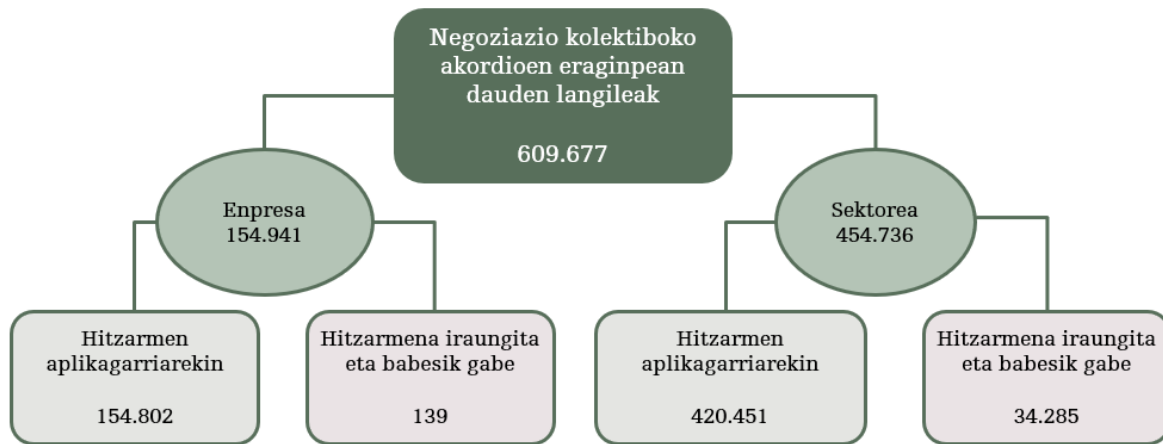 Negoziazio kolektiboko
akordioen eraginpean
dauden langileak
609.677
Enpresa
154.941
Sektorea
454.736
Hitzarmen
aplikagarriarekin
154.802
Hitzarmena iraungita
eta babesik gabe
139
Hitzarmen
aplikagarriarekin
420.451
Hitzarmena iraungita
eta babesik gabe
34.285